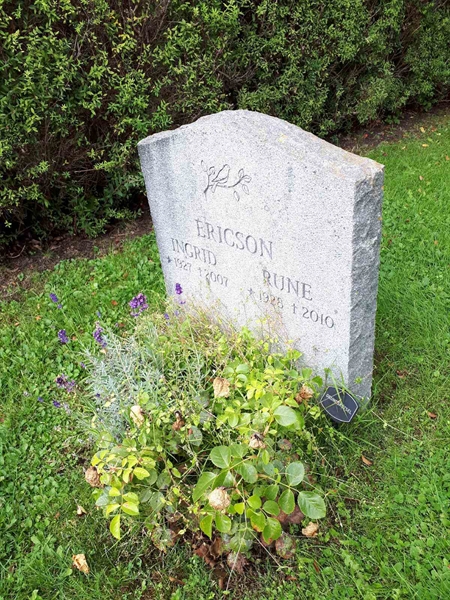 ERICSON
INGRID RUNE
* 1927 † 2007 * 1928 † 2010